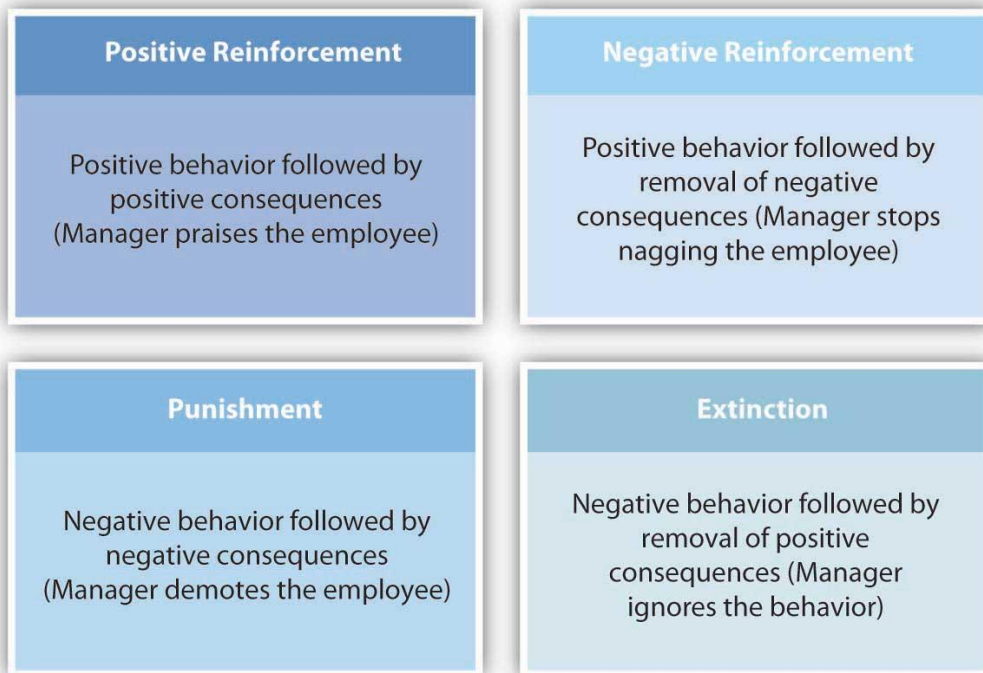 Positive Reinforcement
Positive behavior followed by
positive consequences
(Manager praises the employee)
Negative Reinforcement
Positive behavior followed by
removal of negative
consequences (Manager stops
nagging the employee)
Punishment
Negative behavior followed by
negative consequences
(Manager demotes the employee)
Extinction
Negative behavior followed by
removal of positive
consequences (Manager
ignores the behavior)